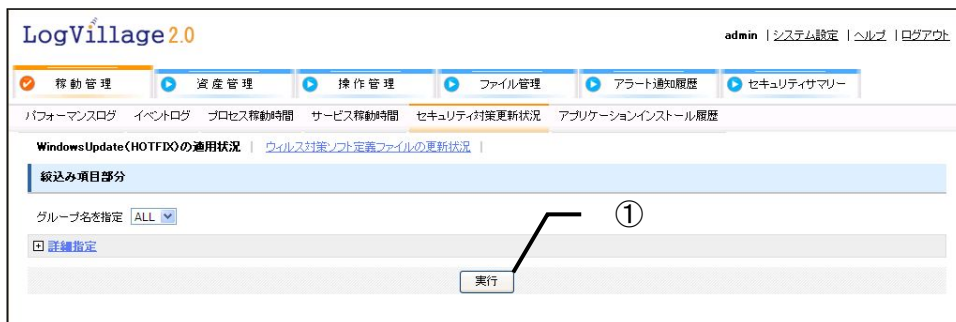 LogVillage 2.0
admin | システム設定 | ヘルプ | ログアウト
稼動管理 資産管理 操作管理 ファイル管理 アラート通知履歴 セキュリティサマリー
パフォーマンスログ イベントログ プロセス稼動時間 サービス稼動時間 セキュリティ対策更新状況 アプリケーションインストール履歴
WindowsUpdate(HOTFIX)の適用状況 | ウィルス対策ソフト定義ファイルの更新状況 |
絞込み項目部分
グループ名を指定 ALL
①
詳細指定
実行